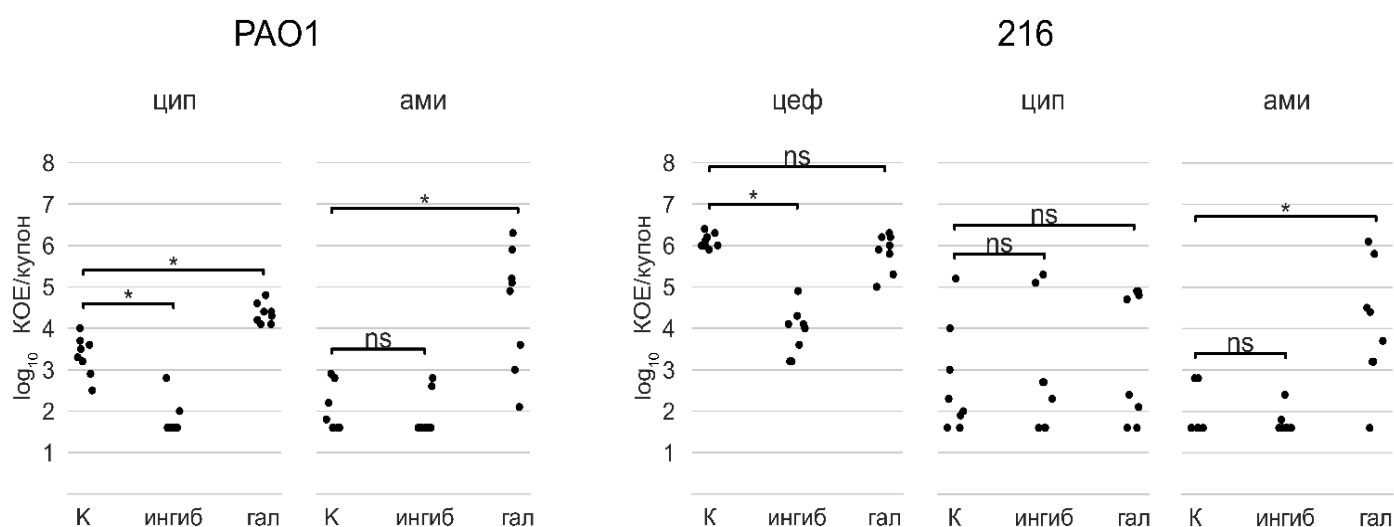 PAO1
216
цип
ами
цеф
цип
ами
log10 КОЕ/купон
8
7
6
5
4
3
2
1
*
*
ns
*
K
ингиб
гал
K
ингиб
гал
log10 КОЕ/купон
8
7
6
5
4
3
2
1
ns
*
ns
ns
*
ns
К
ингиб
гал
К
ингиб
гал
К
ингиб
гал